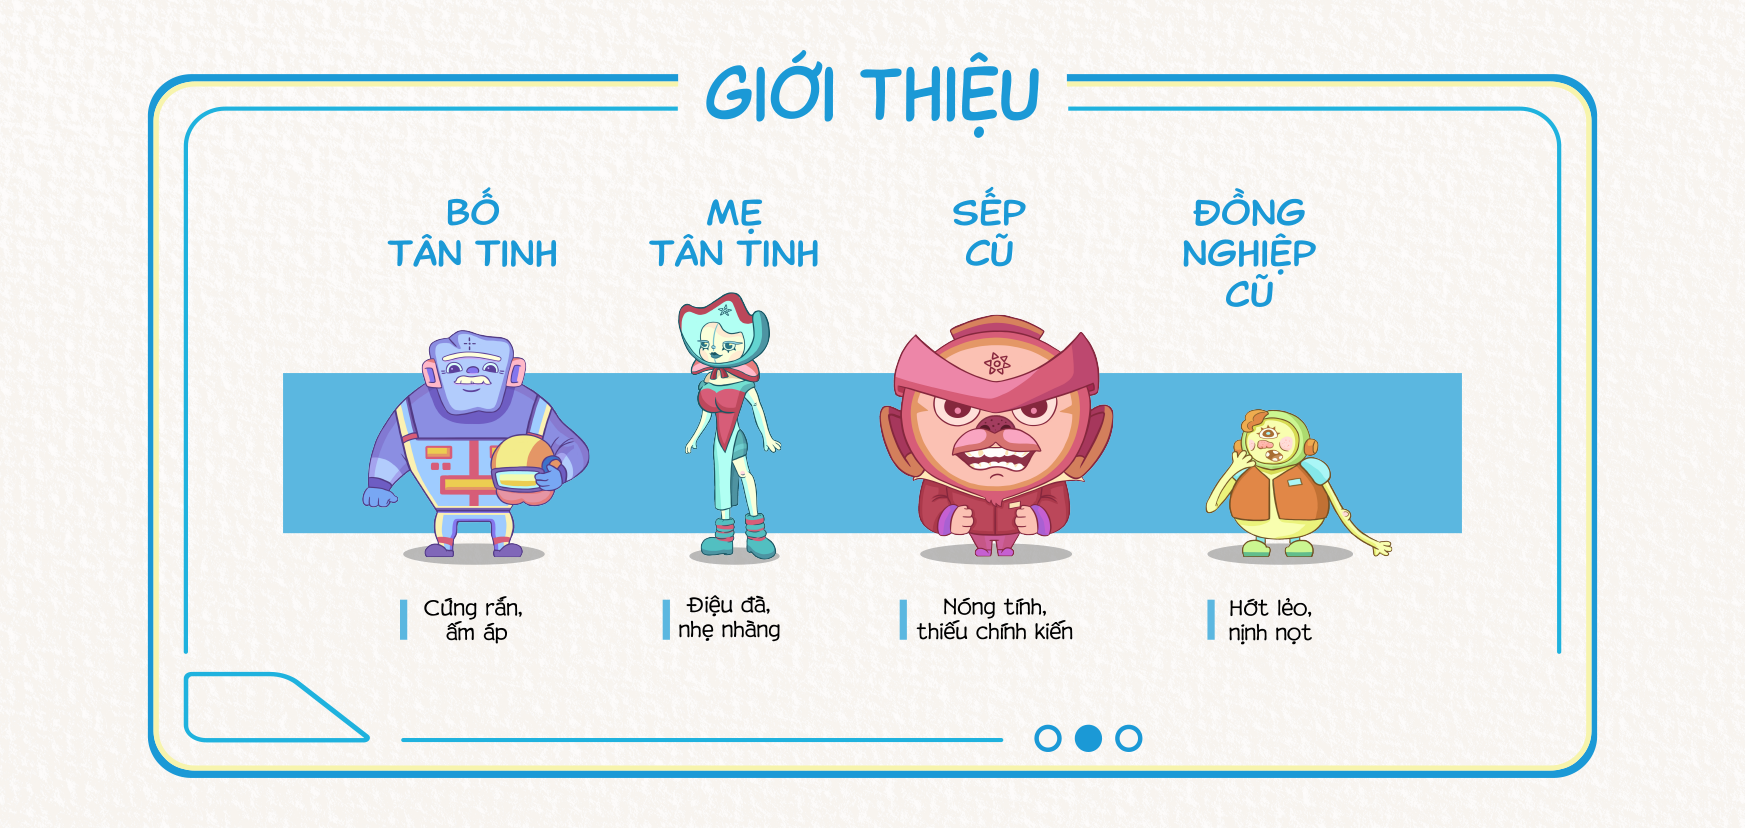 GIỚI THIỆU
BỐ
TÂN TINH
MẸ
TÂN TINH
SẾP
CŨ
ĐỒNG
NGHIỆP
CŨ
Cứng rắn,
ấm áp
Điệu đà,
nhẹ nhàng
Nóng tính,
thiếu chính kiến
Hớt lẻo,
nịnh nọt